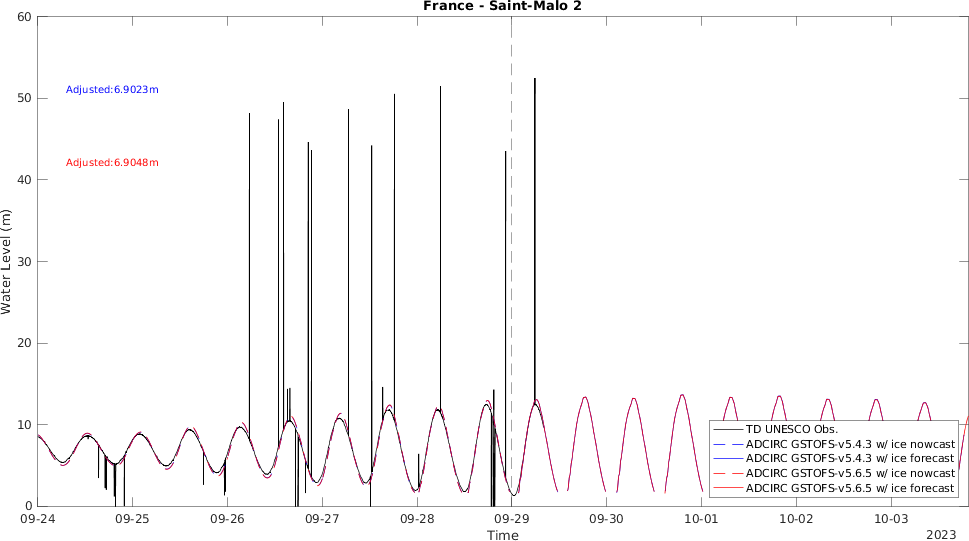 France - Saint-Malo 2
60
50
40
30
20
10
0
Water Level (m)
Adjusted:6.9023m
Adjusted:6.9048m
TD UNESCO Obs.
ADCIRC GSTOFS-v5.4.3 w/ ice nowcast
ADCIRC GSTOFS-v5.4.3 w/ ice forecast
ADCIRC GSTOFS-v5.6.5 w/ ice nowcast
ADCIRC GSTOFS-v5.6.5 w/ ice forecast
09-24 09-25 09-26 09-27 09-28 09-29 09-30 10-01 10-02 10-03
Time
2023